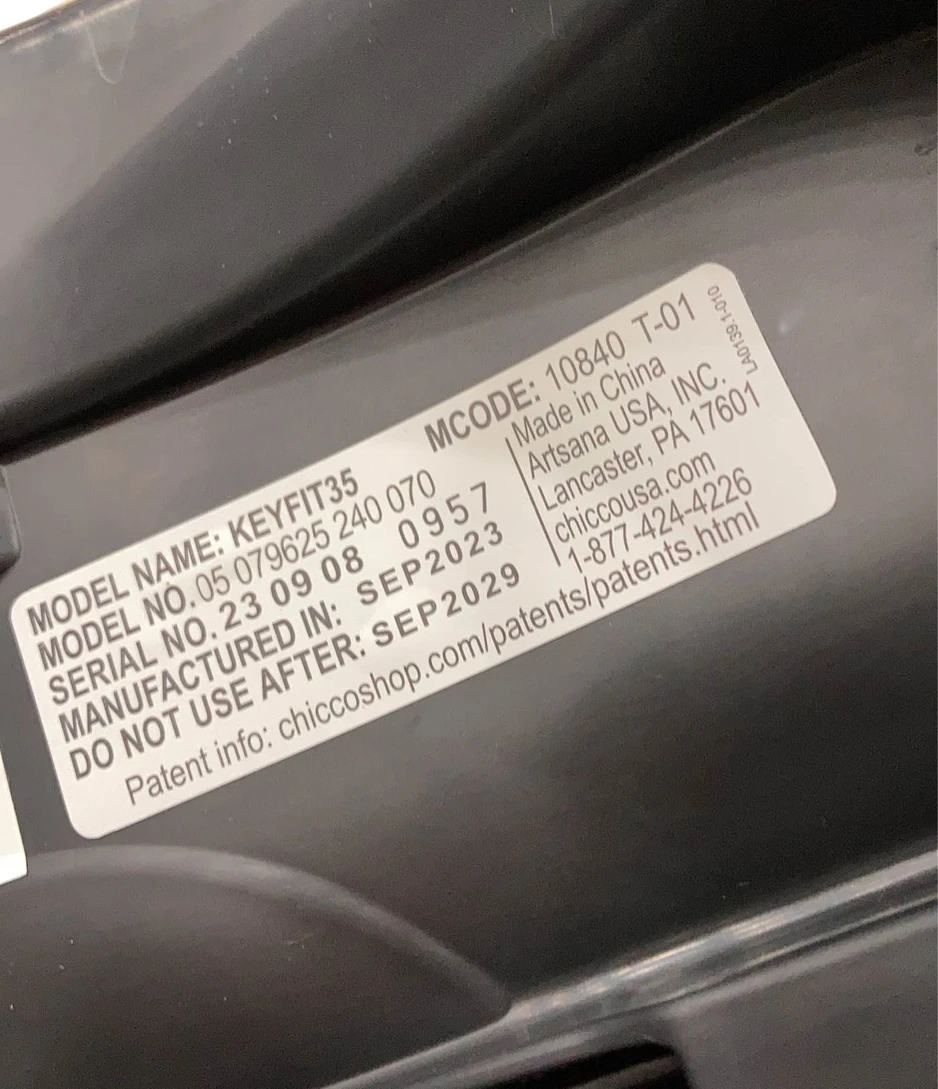 MODEL NAME: KEYFIT35 MCODE: 10840 T-01
MODEL NO. 05 079625 240 070
SERIAL NO. 23 09 08 0957
MANUFACTURED IN: SEP2023
DO NOT USE AFTER: SEP2029
Made in China
Artsana USA, INC.
Lancaster, PA 17601
chiccousa.com
1-877-424-4226
Patent info: chiccoshop.com/patents/patents.html
LA0139.1-010